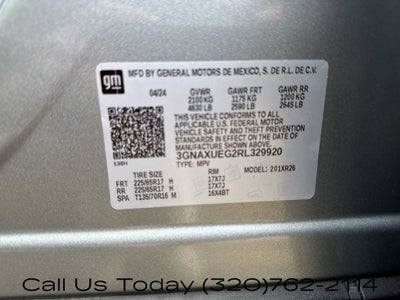 gm
MFD BY GENERAL MOTORS DE MEXICO, S. DE R.L. DE C.V.
04/24 GVWR GAWR FRT GAWR RR
2100 KG 1175 KG 1200 KG
4630 LB 2590 LB 2645 LB
THIS VEHICLE CONFORMS TO ALL
APPLICABLE U.S. FEDERAL MOTOR
VEHICLE SAFETY AND THEFT
PREVENTION STANDARDS IN EFFECT ON THE
DATE OF MANUFACTURE SHOWN ABOVE.
3GNAXUEG2RL329920
TYPE: MPV MODEL: 201XR26
TIRE SIZE RIM
FRT 225/65R17 H 17X7J
RR 225/65R17 H 17X7J
SPA T135/70R16 M 16X4BT
Call Us Today (320)762-2114